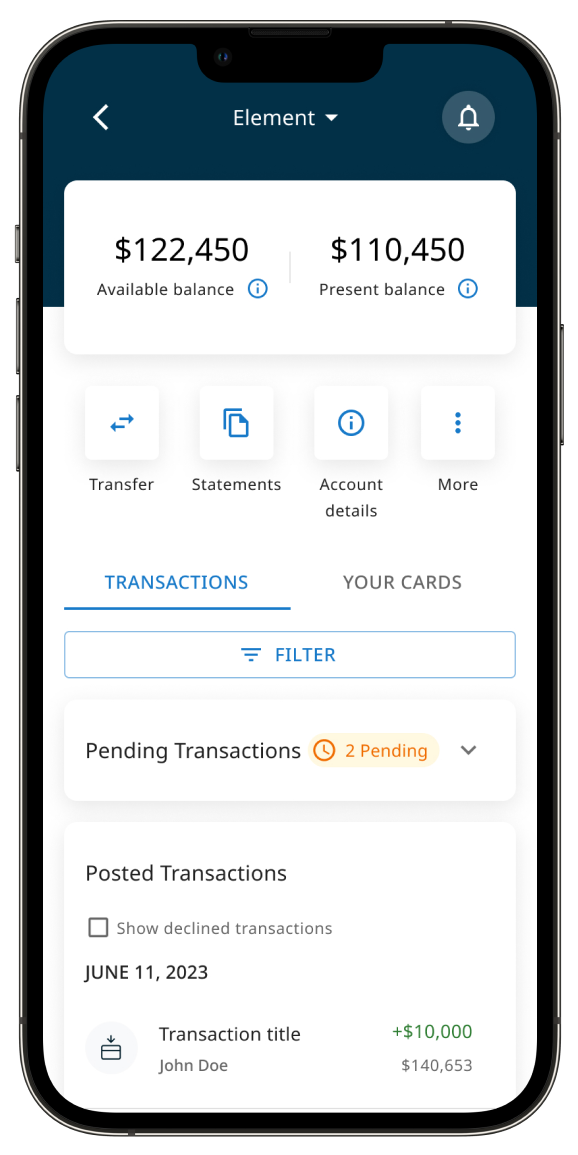 Element
$122,450
$110,450
Available balance
Present balance
Transfer
Statements
Account
details
More
TRANSACTIONS
YOUR CARDS
FILTER
Pending Transactions
2 Pending
Posted Transactions
Show declined transactions
JUNE 11, 2023
Transaction title
+$10,000
John Doe
$140,653